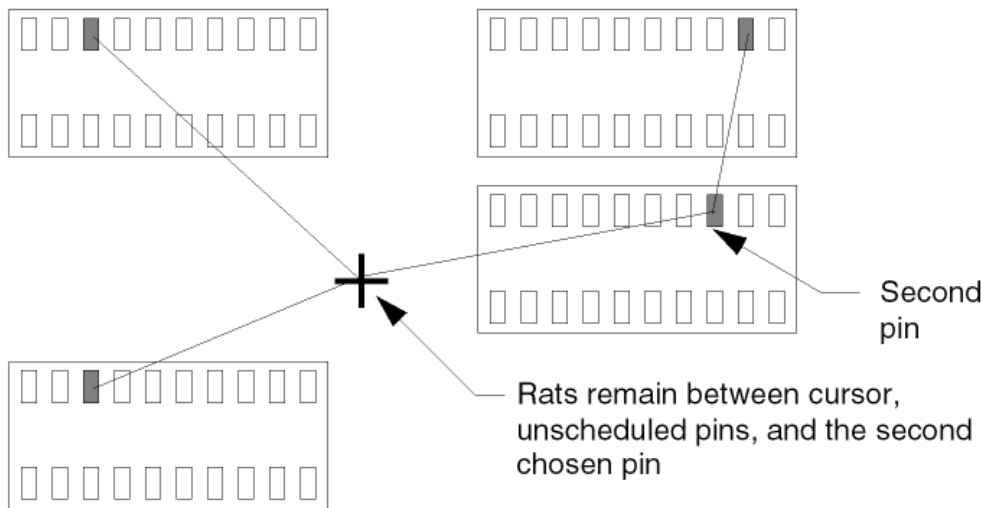 Second
pin
Rats remain between cursor,
unscheduled pins, and the second
chosen pin